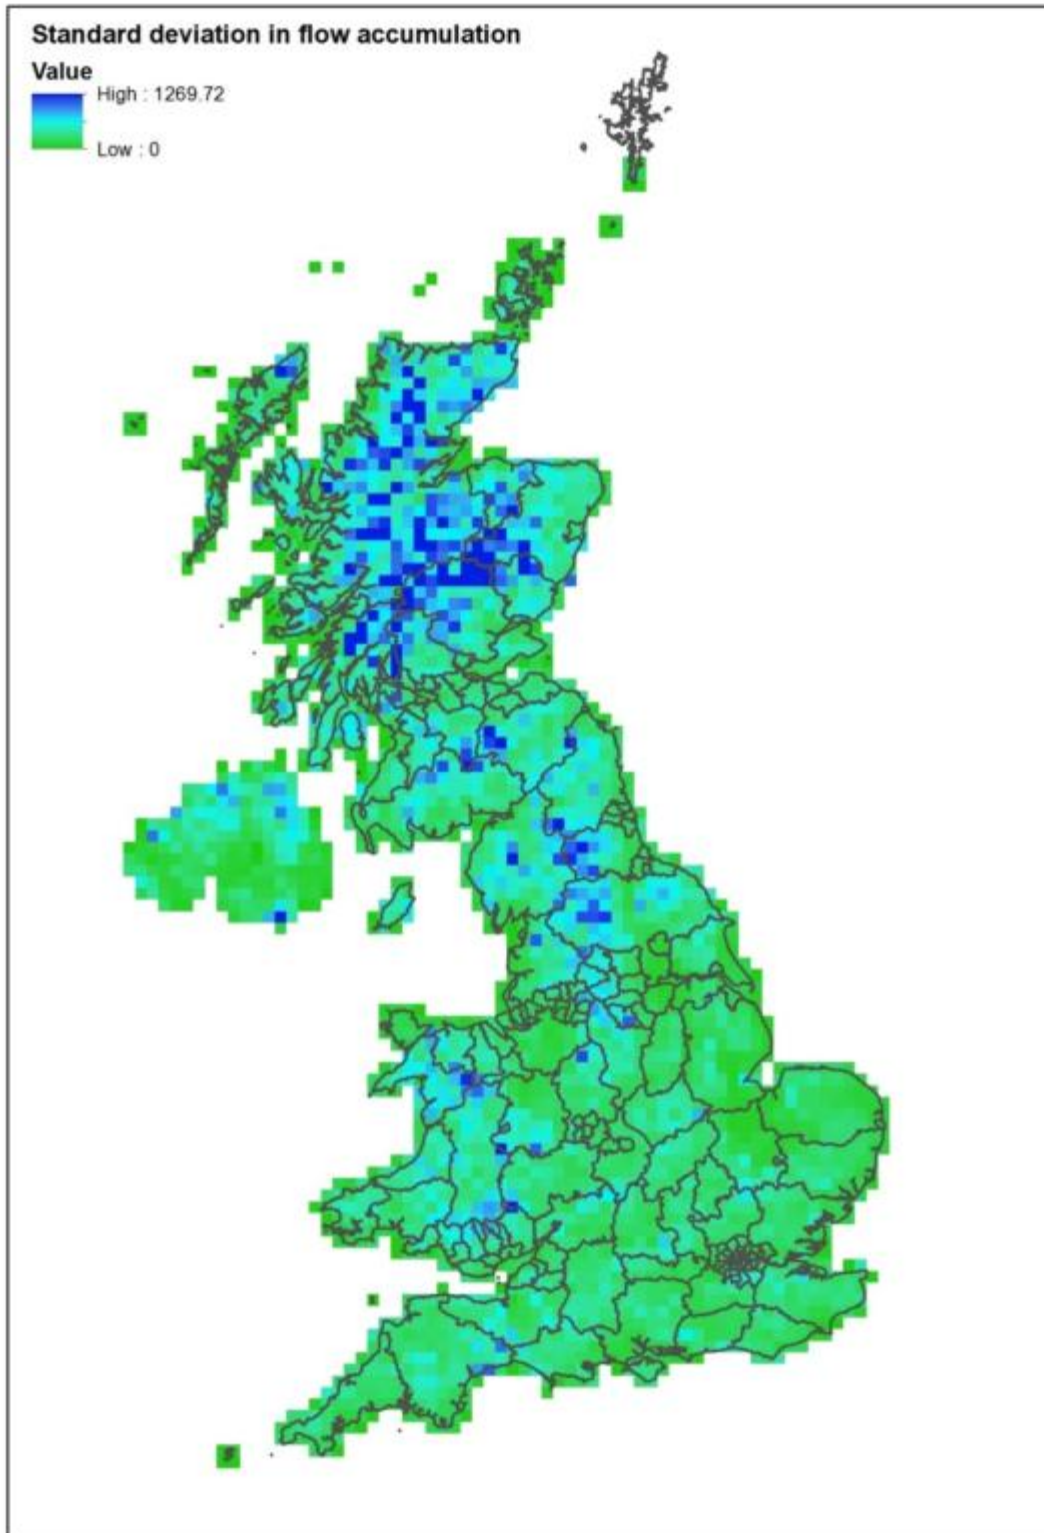 Standard deviation in flow accumulation
Value
High : 1269.72
Low : 0